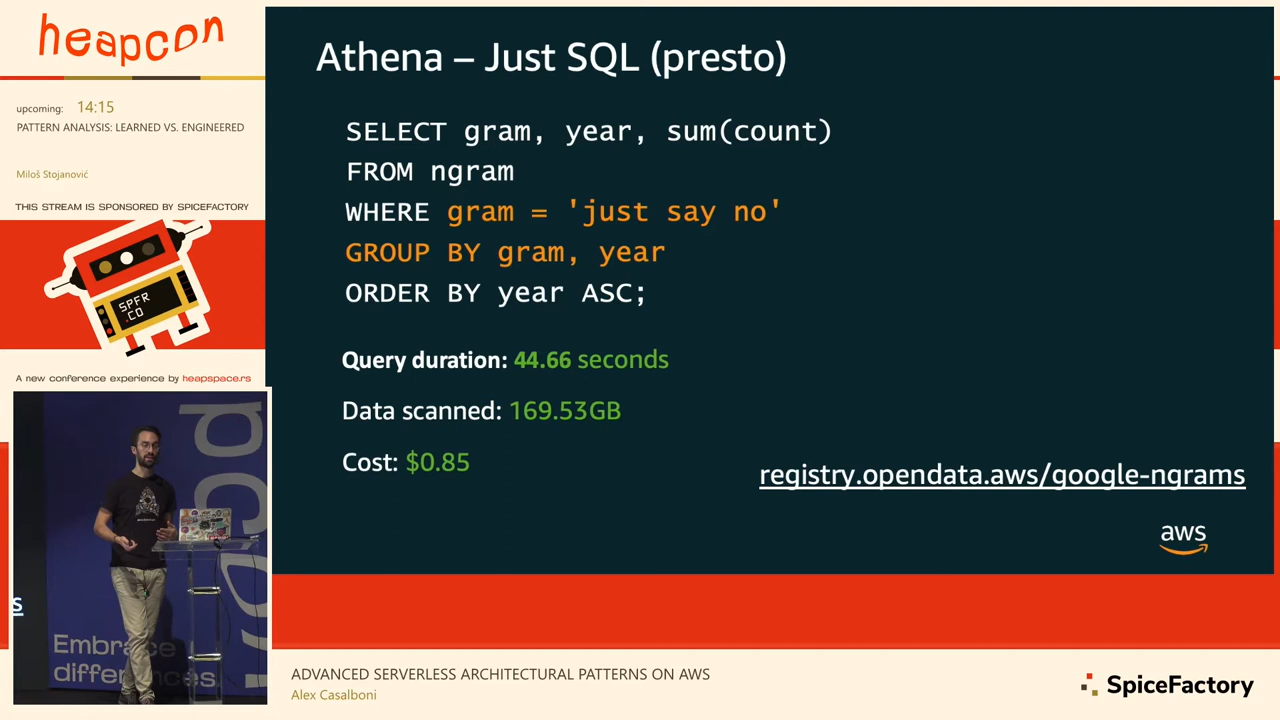 heapcon
upcoming: 14:15
PATTERN ANALYSIS: LEARNED VS. ENGINEERED
Miloš Stojanović
THIS STREAM IS SPONSORED BY SPICEFACTORY
SPFR
.CO
A new conference experience by heapspace.rs
Athena – Just SQL (presto)
SELECT gram, year, sum(count)
FROM ngram
WHERE gram = 'just say no'
GROUP BY gram, year
ORDER BY year ASC;
Query duration: 44.66 seconds
Data scanned: 169.53GB
Cost: $0.85
registry.opendata.aws/google-ngrams
aws
s
Embrace
differences.
ADVANCED SERVERLESS ARCHITECTURAL PATTERNS ON AWS
Alex Casalboni
SpiceFactory